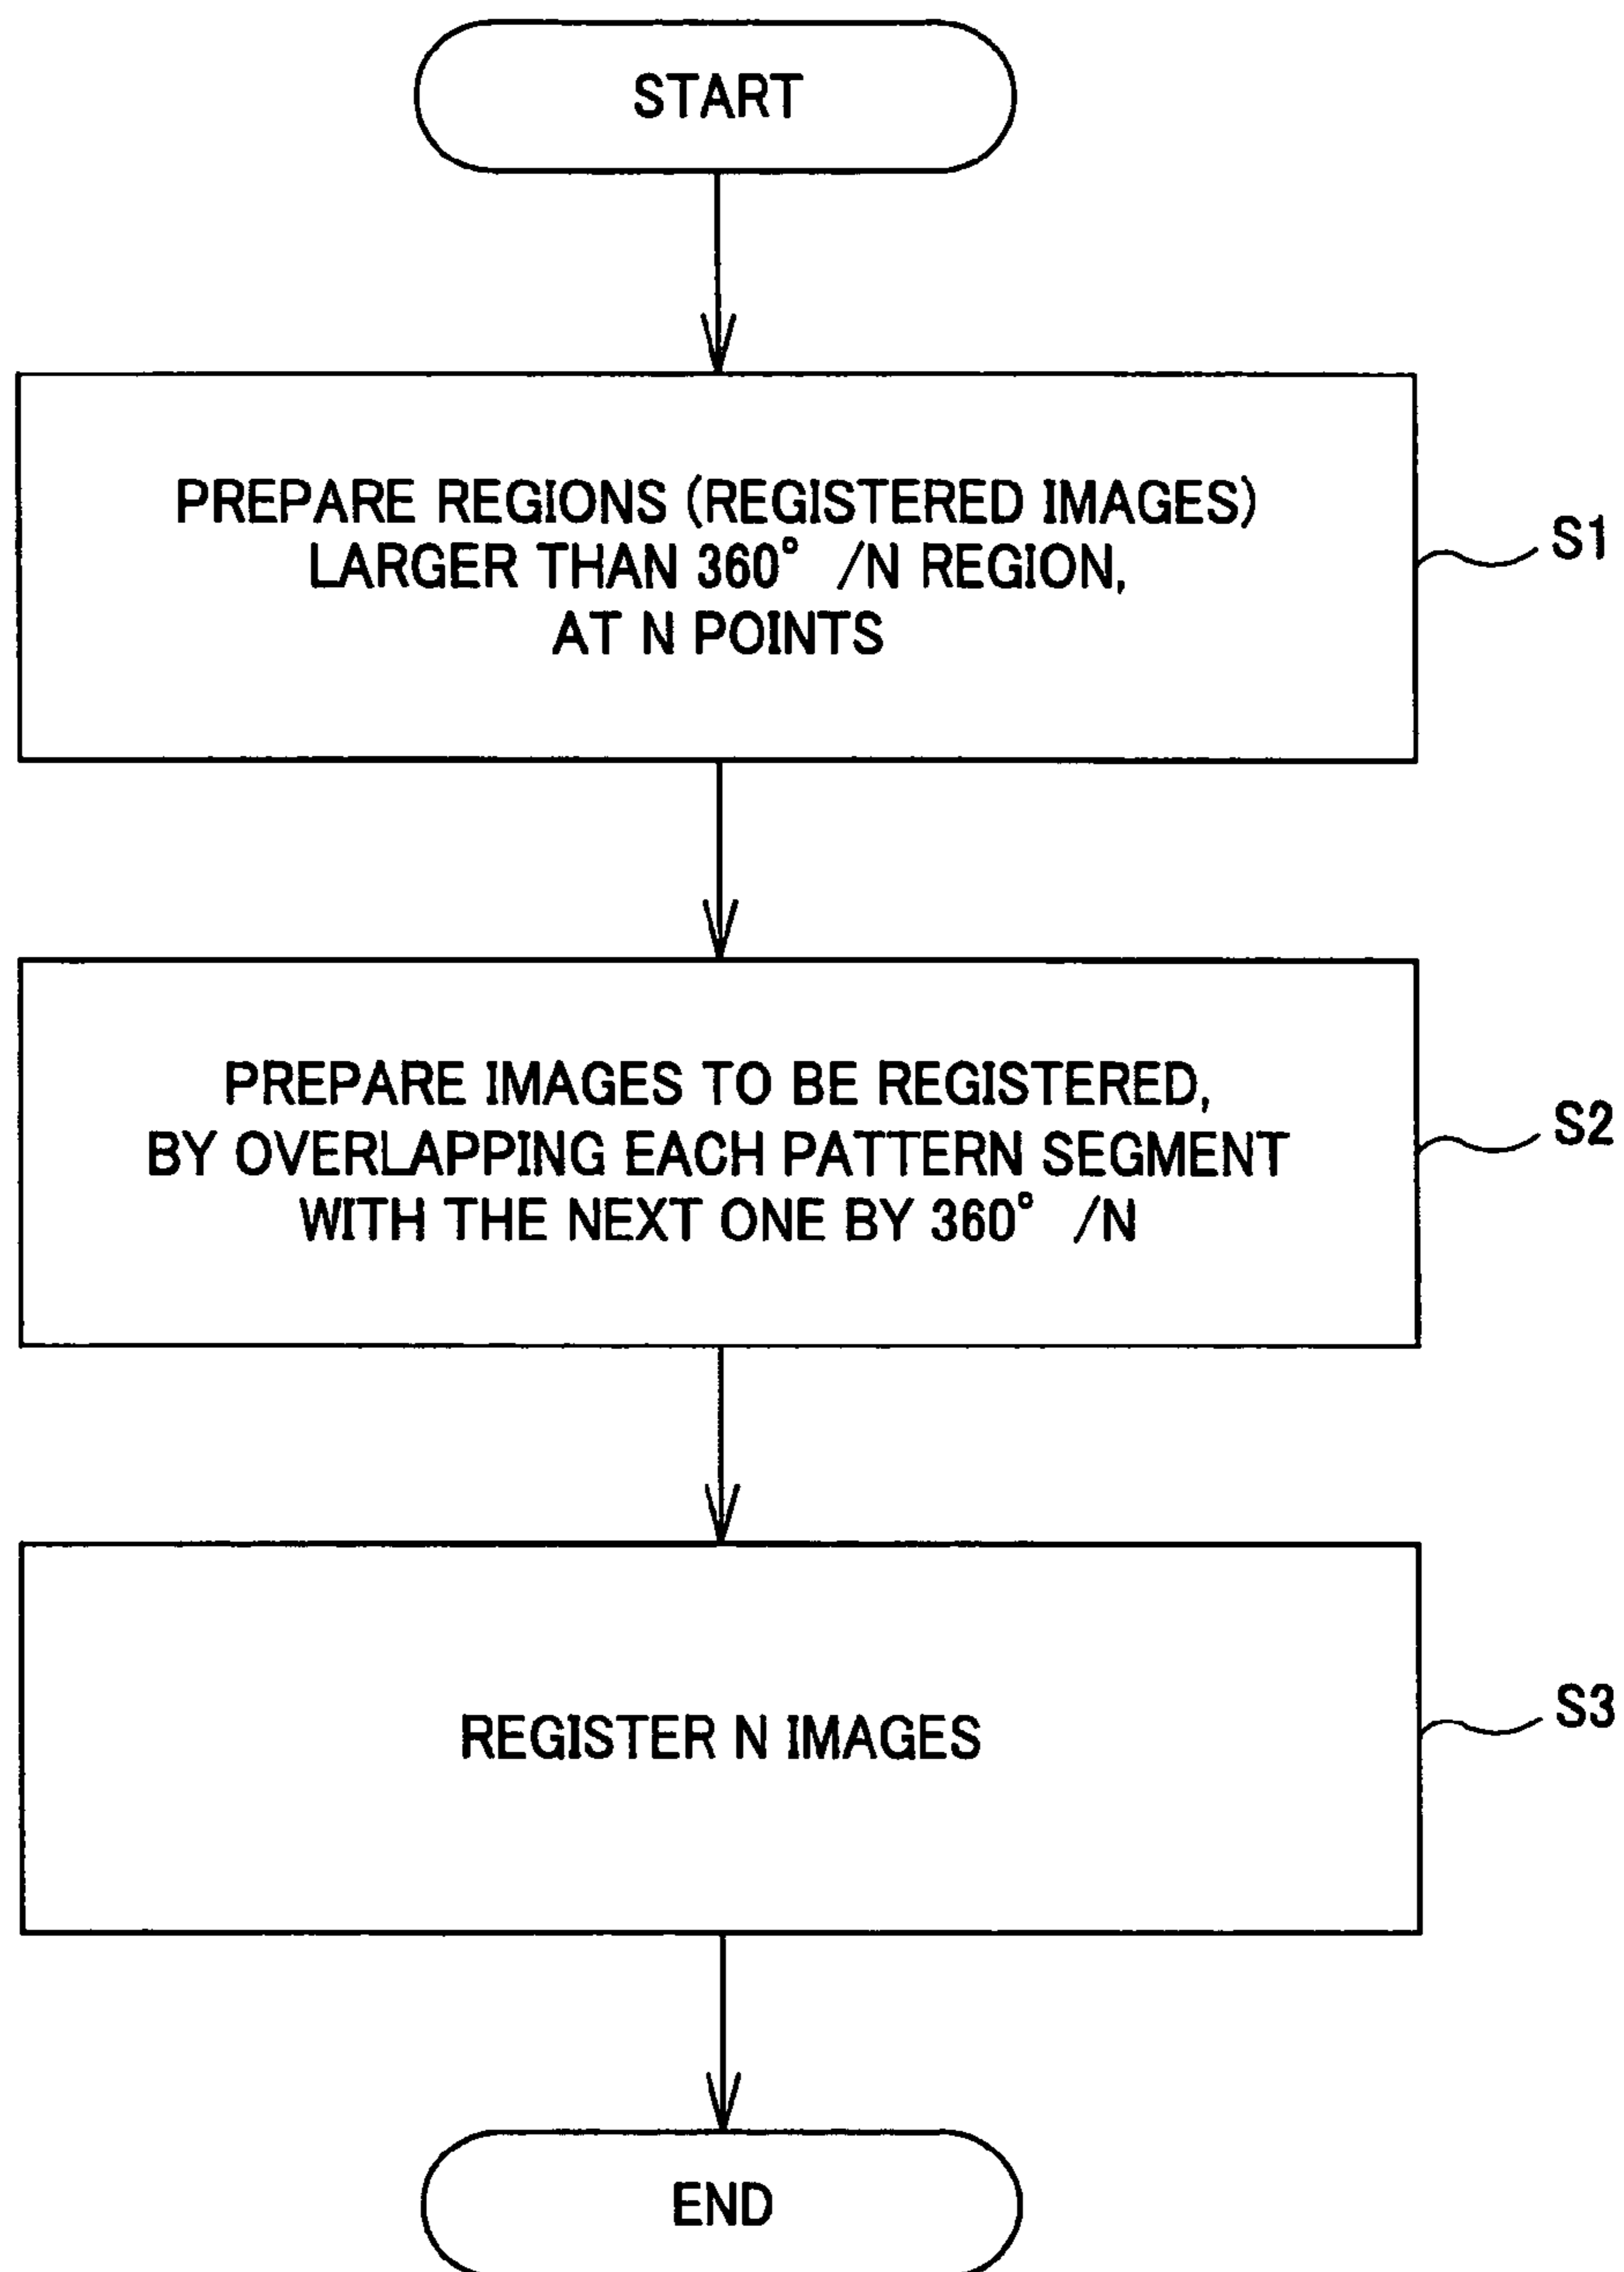 START
PREPARE REGIONS (REGISTERED IMAGES)
LARGER THAN 360° /N REGION,
AT N POINTS
S1
PREPARE IMAGES TO BE REGISTERED,
BY OVERLAPPING EACH PATTERN SEGMENT
WITH THE NEXT ONE BY 360° /N
S2
REGISTER N IMAGES
S3
END